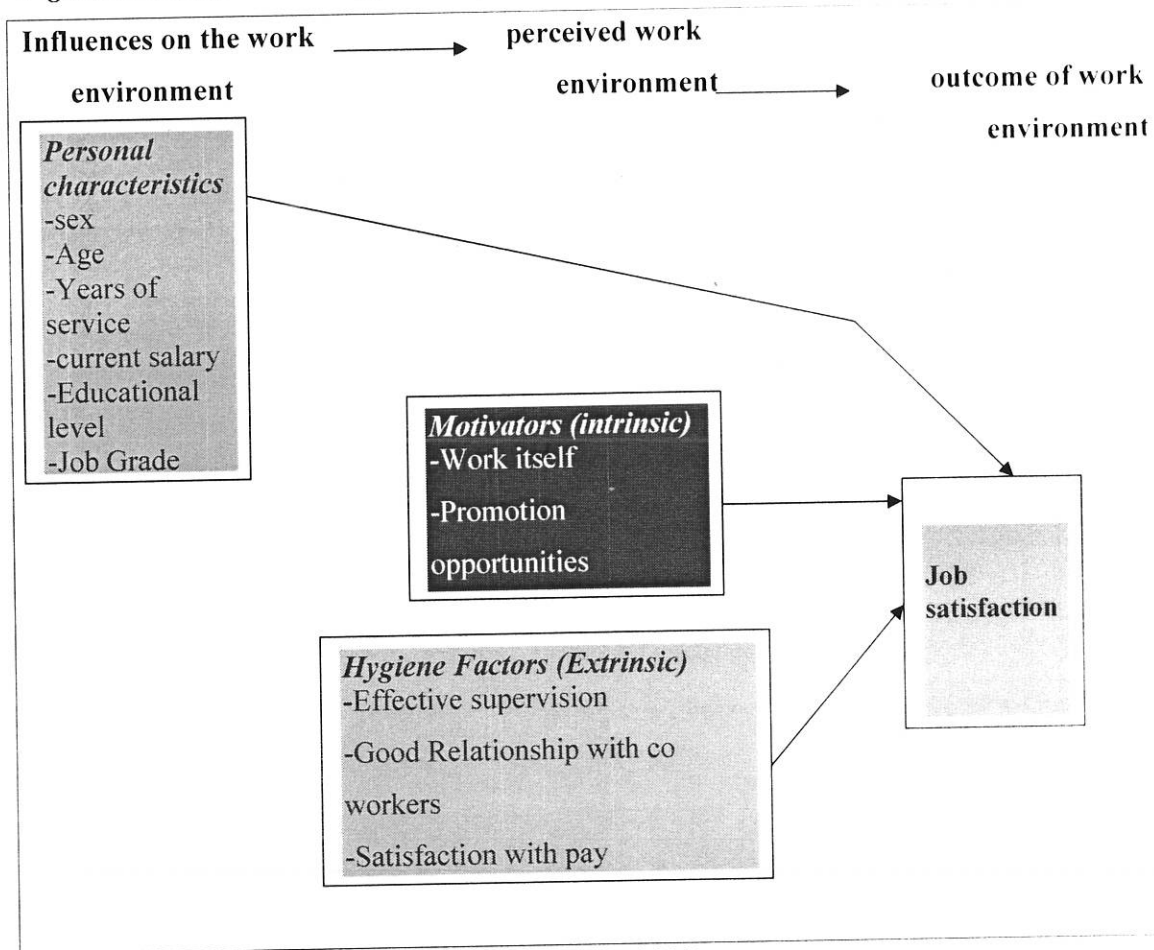 Influences on the work
environment
perceived work
environment
outcome of work
environment
Personal
characteristics
-sex
-Age
-Years of
service
-current salary
-Educational
level
-Job Grade
Motivators (intrinsic)
-Work itself
-Promotion
opportunities
Hygiene Factors (Extrinsic)
-Effective supervision
-Good Relationship with co
workers
-Satisfaction with pay
Job
satisfaction